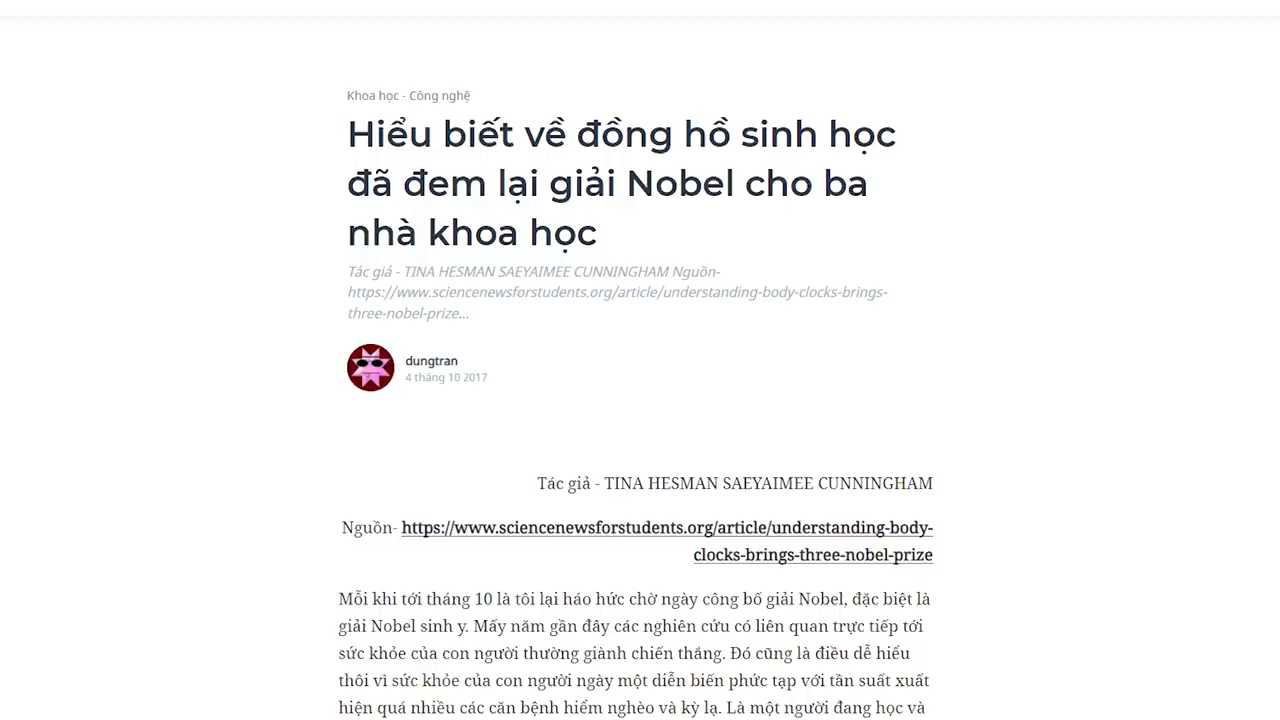 Khoa học - Công nghệ
Hiểu biết về đồng hồ sinh học
đã đem lại giải Nobel cho ba
nhà khoa học
Tác giả - TINA HESMAN SAEYAIMEE CUNNINGHAM Nguồn-
https://www.sciencenewsforstudents.org/article/understanding-body-clocks-brings-
three-nobel-prize...
dungtran
4 tháng 10 2017
Tác giả - TINA HESMAN SAEYAIMEE CUNNINGHAM
Nguồn- https://www.sciencenewsforstudents.org/article/understanding-body-
clocks-brings-three-nobel-prize
Mỗi khi tới tháng 10 là tôi lại háo hức chờ ngày công bố giải Nobel, đặc biệt là
giải Nobel sinh y. Mấy năm gần đây các nghiên cứu có liên quan trực tiếp tới
sức khỏe của con người thường giành chiến thắng. Đó cũng là điều dễ hiểu
thôi vì sức khỏe của con người ngày một diễn biến phức tạp với tần suất xuất
hiện quá nhiều các căn bệnh hiểm nghèo và kỳ lạ. Là một người đang học và